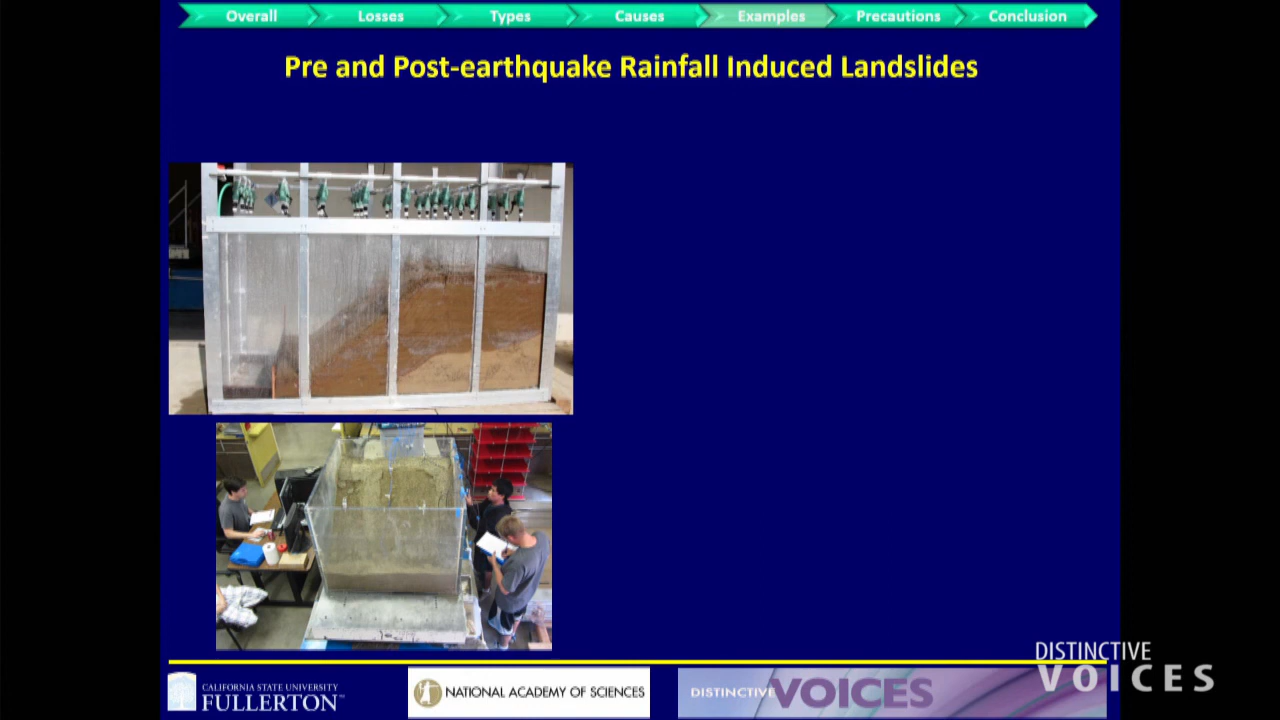 Overall
Losses
Types
Causes
Examples
Precautions
Conclusion
Pre and Post-earthquake Rainfall Induced Landslides
CALIFORNIA STATE UNIVERSITY
FULLERTON™
NATIONAL ACADEMY OF SCIENCES
DISTINCTIVE VOICES
DISTINCTIVE
VOICES